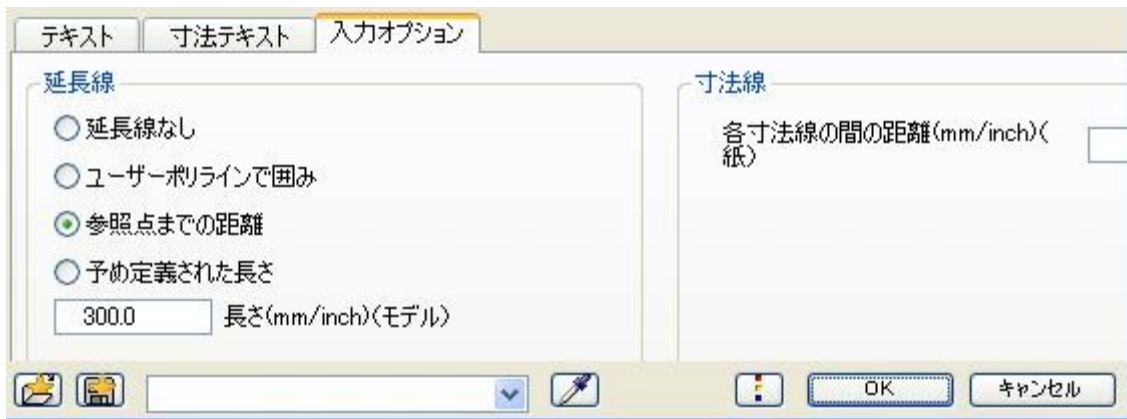 テキスト 寸法テキスト 入力オプション
延長線
延長線なし
ユーザーポリラインで囲み
参照点までの距離
予め定義された長さ
300.0 長さ(mm/inch)(モデル)
寸法線
各寸法線の間の距離(mm/inch)(
紙)
OK キャンセル